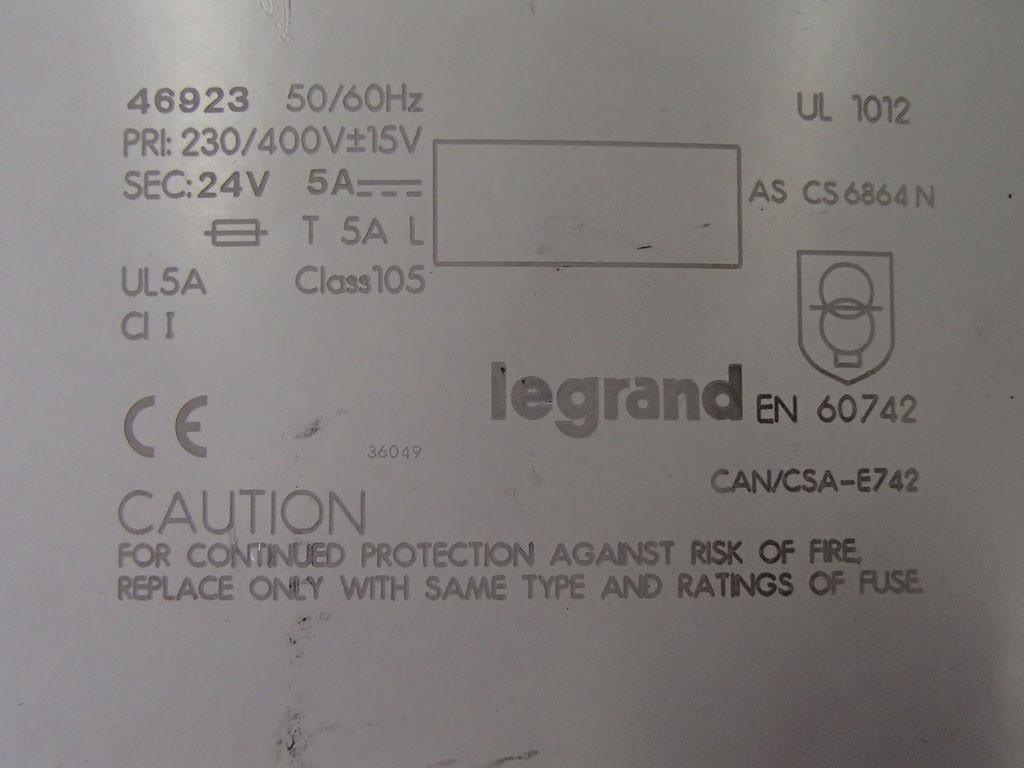 46923 50/60Hz
UL 1012
PRI: 230/400V±15V
SEC: 24V 5A
AS CS 6864 N
T 5A L
UL5A Class105
Cl I
legrand
EN 60742
CE
36049
CAN/CSA-E742
CAUTION
FOR CONTINUED PROTECTION AGAINST RISK OF FIRE,
REPLACE ONLY WITH SAME TYPE AND RATINGS OF FUSE.